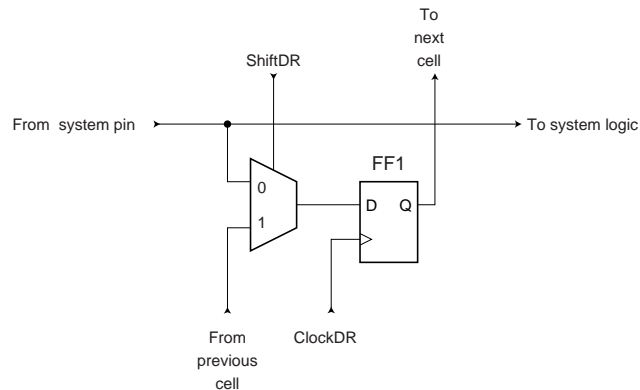 To
next
cell
ShiftDR
From system pin
To system logic
FF1
0
D Q
1
From
previous
cell
ClockDR